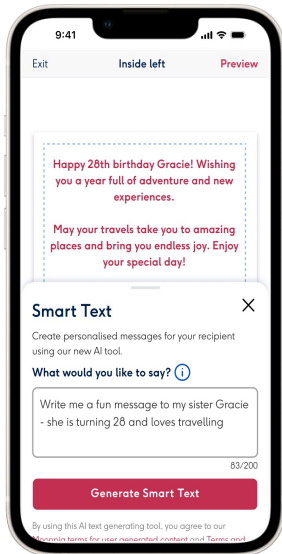 9:41
Exit Inside left Preview
Happy 28th birthday Gracie! Wishing
you a year full of adventure and new
experiences.
May your travels take you to amazing
places and bring you endless joy. Enjoy
your special day!
Smart Text
Create personalised messages for your recipient
using our new AI tool.
What would you like to say?
Write me a fun message to my sister Gracie
- she is turning 28 and loves travelling
83/200
Generate Smart Text
By using this AI text generating tool, you agree to our
Moonpig terms for user generated content and Terms and